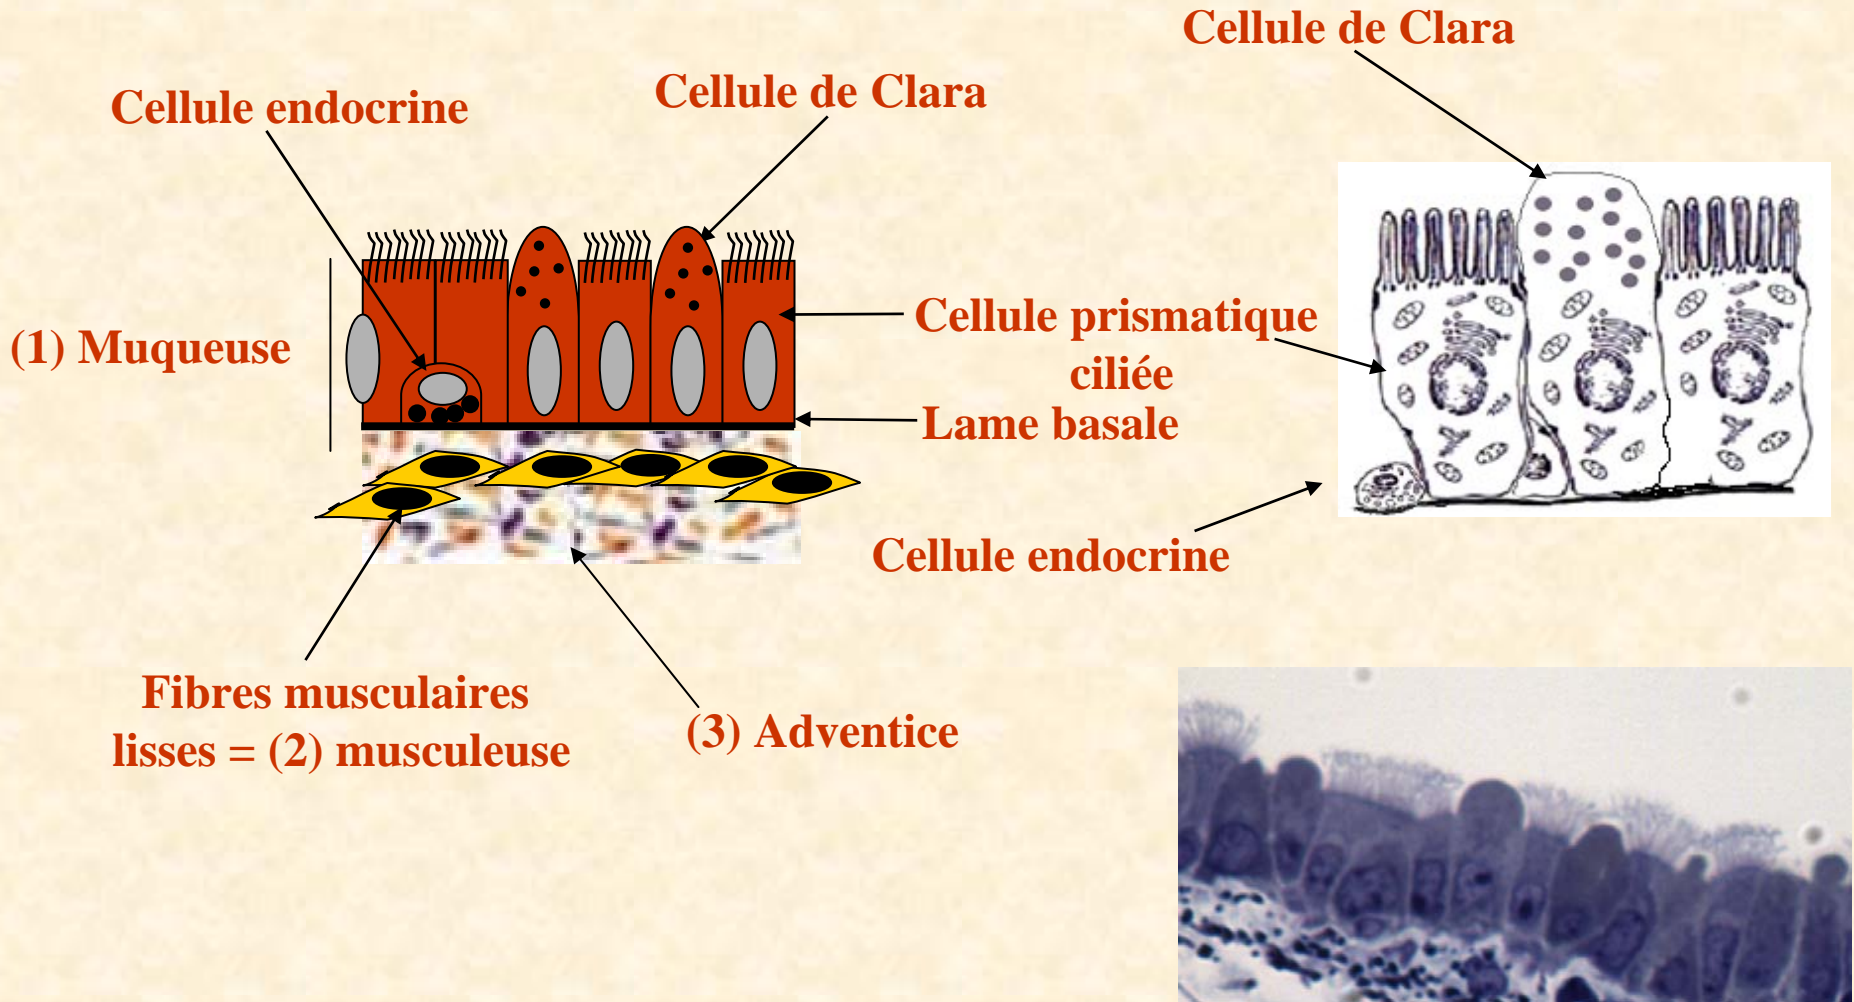 Cellule de Clara
Cellule endocrine
Cellule de Clara
(1) Muqueuse
Cellule prismatique
ciliée
Lame basale
Cellule endocrine
Fibres musculaires
lisses = (2) musculeuse
(3) Adventice